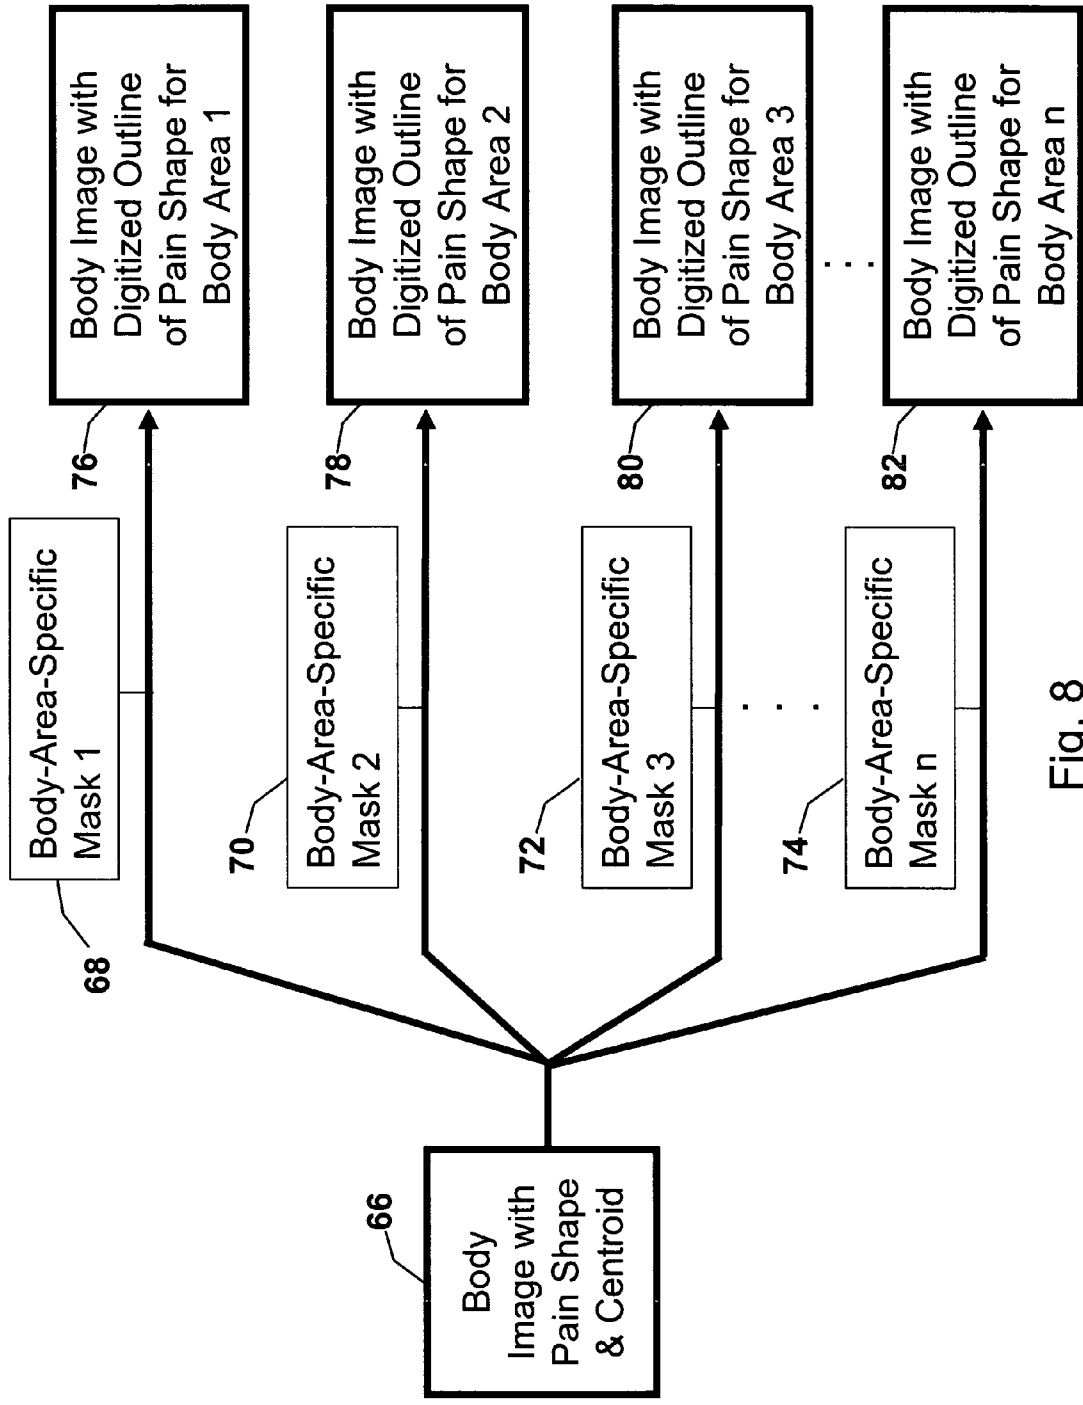 66
Body
Image with
Pain Shape
& Centroid
68
Body-Area-Specific
Mask 1
76
Body Image with
Digitized Outline
of Pain Shape for
Body Area 1
70
Body-Area-Specific
Mask 2
78
Body Image with
Digitized Outline
of Pain Shape for
Body Area 2
72
Body-Area-Specific
Mask 3
80
Body Image with
Digitized Outline
of Pain Shape for
Body Area 3
. . .
. . .
74
Body-Area-Specific
Mask n
82
Body Image with
Digitized Outline
of Pain Shape for
Body Area n
Fig. 8